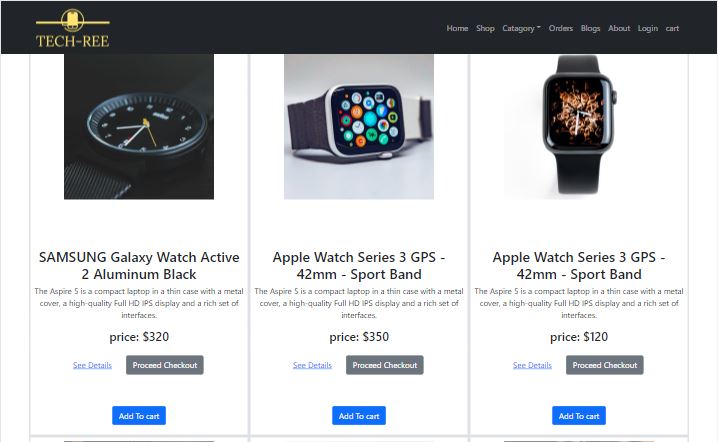 TECH-REE
Home Shop Catagory Orders Blogs About Login cart
BRAUN
SAMSUNG Galaxy Watch Active
2 Aluminum Black
The Aspire 5 is a compact laptop in a thin case with a metal
cover, a high-quality Full HD IPS display and a rich set of
interfaces.
price: $320
See Details Proceed Checkout
Add To cart
Apple Watch Series 3 GPS -
42mm - Sport Band
The Aspire 5 is a compact laptop in a thin case with a metal
cover, a high-quality Full HD IPS display and a rich set of
interfaces.
price: $350
See Details Proceed Checkout
Add To cart
Apple Watch Series 3 GPS -
42mm - Sport Band
The Aspire 5 is a compact laptop in a thin case with a metal
cover, a high-quality Full HD IPS display and a rich set of
interfaces.
price: $120
See Details Proceed Checkout
Add To cart